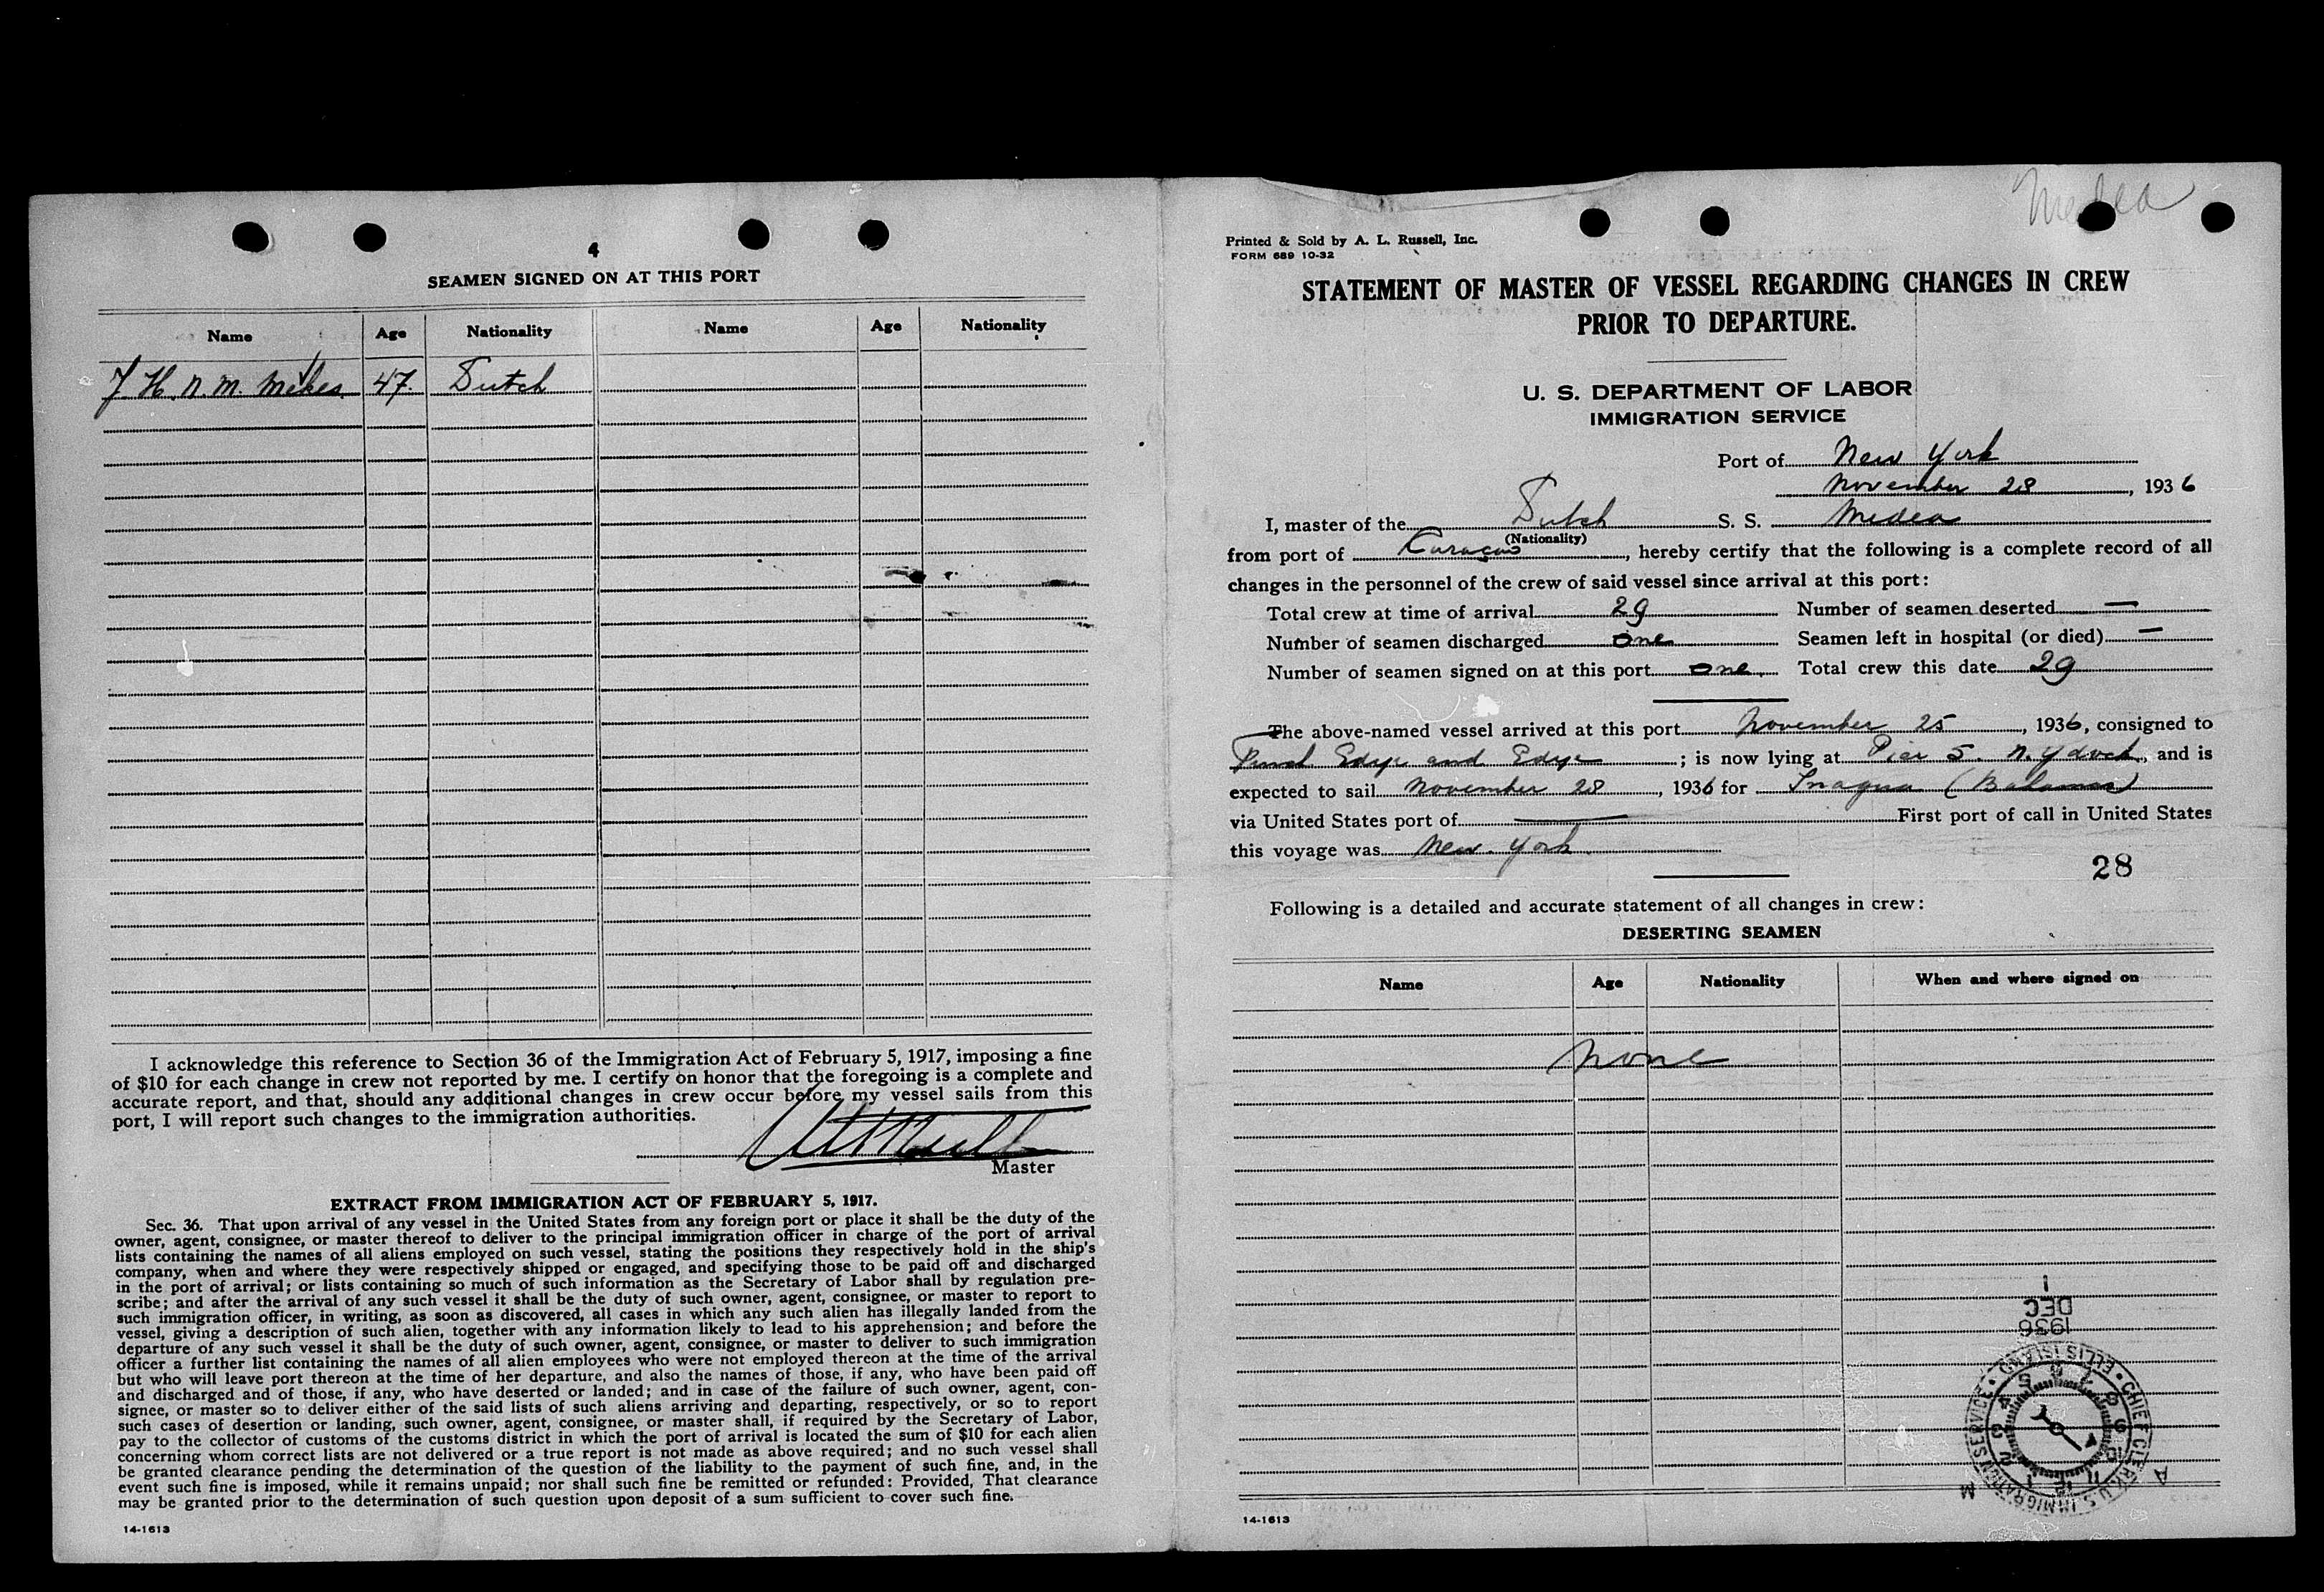 4
SEAMEN SIGNED ON AT THIS PORT
Name Age Nationality Name Age Nationality
J. H. N. M. Mekes 47. Dutch
I acknowledge this reference to Section 36 of the Immigration Act of February 5, 1917, imposing a fine
of $10 for each change in crew not reported by me. I certify on honor that the foregoing is a complete and
accurate report, and that, should any additional changes in crew occur before my vessel sails from this
port, I will report such changes to the immigration authorities.
Master
EXTRACT FROM IMMIGRATION ACT OF FEBRUARY 5, 1917.
Sec. 36. That upon arrival of any vessel in the United States from any foreign port or place it shall be the duty of the
owner, agent, consignee, or master thereof to deliver to the principal immigration officer in charge of the port of arrival
lists containing the names of all aliens employed on such vessel, stating the positions they respectively hold in the ship's
company, when and where they were respectively shipped or engaged, and specifying those to be paid off and discharged
in the port of arrival; or lists containing so much of such information as the Secretary of Labor shall by regulation pre-
scribe; and after the arrival of any such vessel it shall be the duty of such owner, agent, consignee, or master to report to
such immigration officer, in writing, as soon as discovered, all cases in which any such alien has illegally landed from the
vessel, giving a description of such alien, together with any information likely to lead to his apprehension; and before the
departure of any such vessel it shall be the duty of such owner, agent, consignee, or master to deliver to such immigration
officer a further list containing the names of all alien employees who were not employed thereon at the time of the arrival
but who will leave port thereon at the time of her departure, and also the names of those, if any, who have been paid off
and discharged and of those, if any, who have deserted or landed; and in case of the failure of such owner, agent, con-
signee, or master so to deliver either of the said lists of such aliens arriving and departing, respectively, or so to report
such cases of desertion or landing, such owner, agent, consignee, or master shall, if required by the Secretary of Labor,
pay to the collector of customs of the customs district in which the port of arrival is located the sum of $10 for each alien
concerning whom correct lists are not delivered or a true report is not made as above required; and no such vessel shall
be granted clearance pending the determination of the question of the liability to the payment of such fine, and, in the
event such fine is imposed, while it remains unpaid; nor shall such fine be remitted or refunded: Provided, That clearance
may be granted prior to the determination of such question upon deposit of a sum sufficient to cover such fine.
14-1613
Medea
Printed & Sold by A. L. Russell, Inc.
FORM 689 10-32
STATEMENT OF MASTER OF VESSEL REGARDING CHANGES IN CREW
PRIOR TO DEPARTURE.
U. S. DEPARTMENT OF LABOR
IMMIGRATION SERVICE
Port of New York
November 28, 1936
I, master of the Dutch S. S. Medea
(Nationality)
from port of Curaçao, hereby certify that the following is a complete record of all
changes in the personnel of the crew of said vessel since arrival at this port:
Total crew at time of arrival 29 Number of seamen deserted —
Number of seamen discharged one Seamen left in hospital (or died) —
Number of seamen signed on at this port one. Total crew this date 29
The above-named vessel arrived at this port November 25, 1936, consigned to
Funch Edye and Edye; is now lying at Pier 5. N.Y dock, and is
expected to sail November 28, 1936 for Inagua (Bahamas)
via United States port of — First port of call in United States
this voyage was New York
28
Following is a detailed and accurate statement of all changes in crew:
DESERTING SEAMEN
Name Age Nationality When and where signed on
None
1
DEC
1936
CHIEF CLERK U.S. IMMIGRATION SERVICE • ELLIS ISLAND •
A M
14-1613